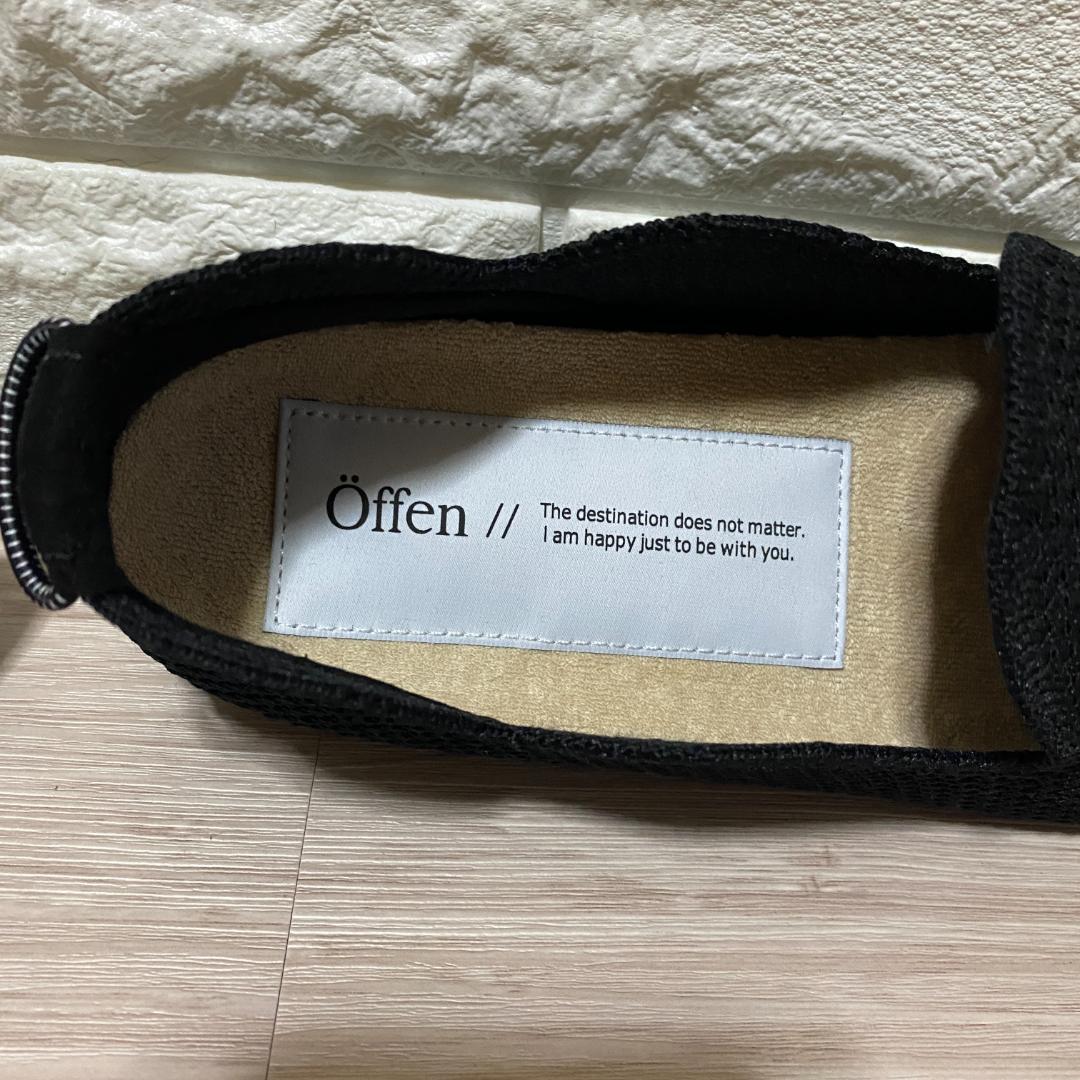 Öffen // The destination does not matter.
I am happy just to be with you.